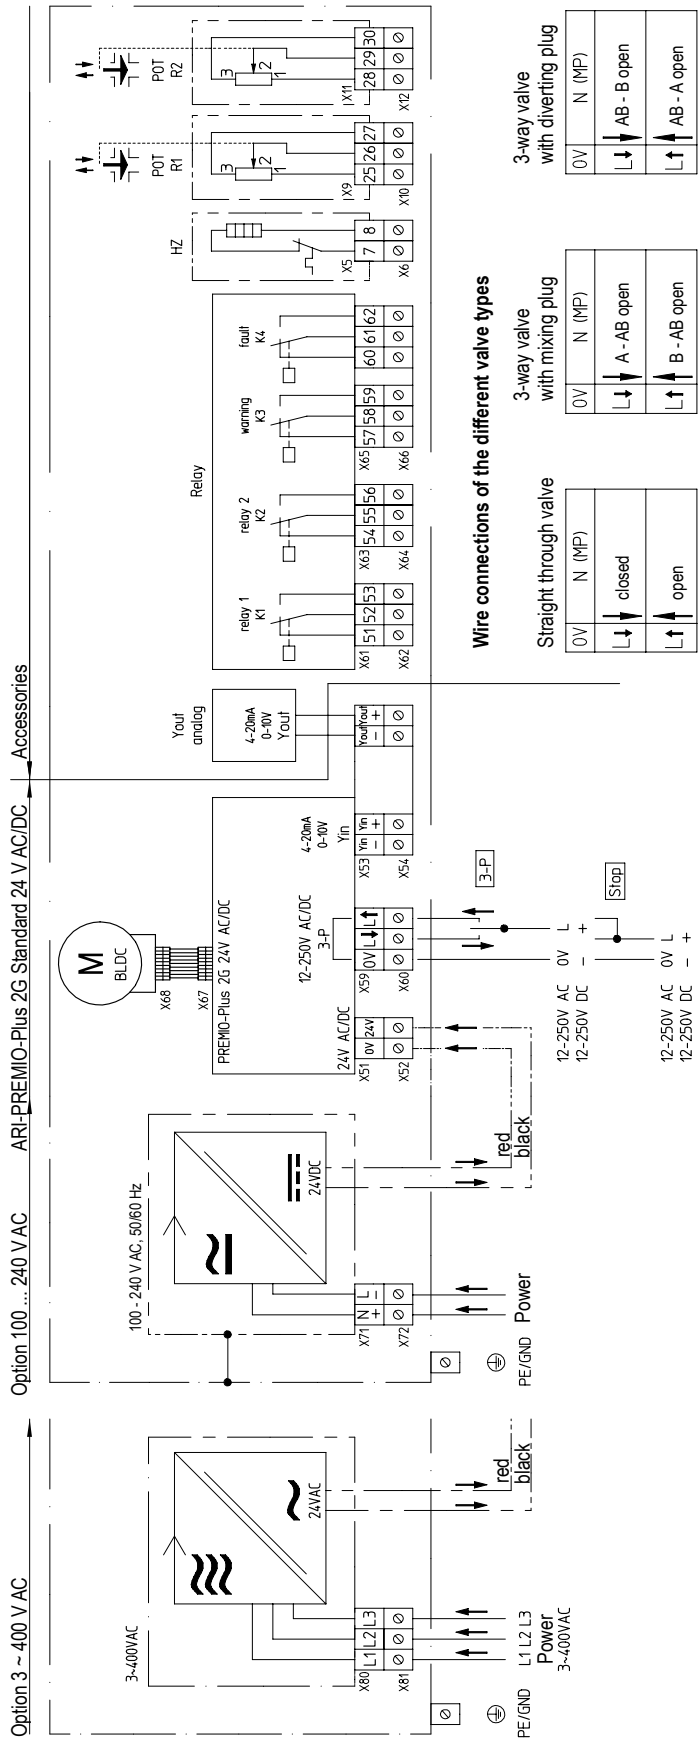 Option 3 ~ 400 V AC
Option 100 ... 240 V AC
ARI-PREMIO-Plus 2G Standard 24 V AC/DC
Accessories
3~400VAC
24VAC
X80
L1 L2 L3
X81
red
black
PE/GND
L1 L2 L3
Power
3~400VAC
100 - 240 V AC, 50/60 Hz
24VDC
X71
N L
+ −
X72
red
black
PE/GND
Power
M
BLDC
X68
X67
PREMIO-Plus 2G 24V AC/DC
24V AC/DC
X51
0V 24V
X52
12-250V AC/DC
3-P
X59
0V L L
X60
4-20mA
0-10V
Yin
X53
Yin Yin
− +
X54
3-P
12-250V AC 0V L
12-250V DC − +
Stop
12-250V AC 0V L
12-250V DC − +
Yout
analog
4-20mA
0-10V
Yout
Yout Yout
− +
Relay
relay 1
K1
X61
51 52 53
X62
relay 2
K2
X63
54 55 56
X64
warning
K3
X65
57 58 59
X66
fault
K4
60 61 62
HZ
X5
7 8
X6
POT
R1
3
2
1
X9
25 26 27
X10
POT
R2
3
2
1
X11
28 29 30
X12
Wire connections of the different valve types
Straight through valve
0V N (MP)
L closed
L open
3-way valve
with mixing plug
0V N (MP)
L A - AB open
L B - AB open
3-way valve
with diverting plug
0V N (MP)
L AB - B open
L AB - A open